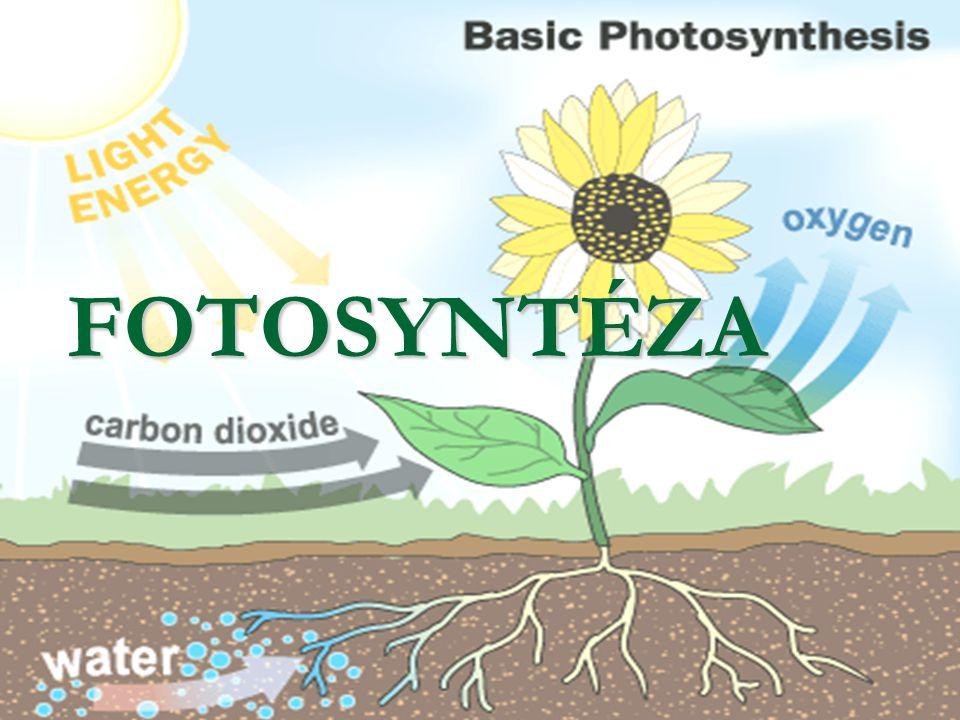 Basic Photosynthesis
LIGHT
ENERGY
oxygen
FOTOSYNTÉZA
carbon dioxide
water